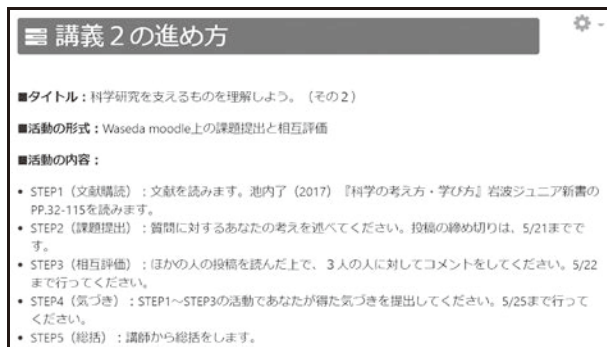 講義2の進め方
■タイトル：科学研究を支えるものを理解しよう。（その2）
■活動の形式：Waseda moodle上の課題提出と相互評価
■活動の内容：
• STEP1（文献購読）：文献を読みます。池内了（2017）『科学の考え方・学び方』岩波ジュニア新書の
PP.32-115を読みます。
• STEP2（課題提出）：質問に対するあなたの考えを述べてください。投稿の締め切りは、5/21までで
す。
• STEP3（相互評価）：ほかの人の投稿を読んだ上で、３人の人に対してコメントをしてください。5/22
まで行ってください。
• STEP4（気づき）：STEP1～STEP3の活動であなたが得た気づきを提出してください。5/25まで行って
ください。
• STEP5（総括）：講師から総括をします。